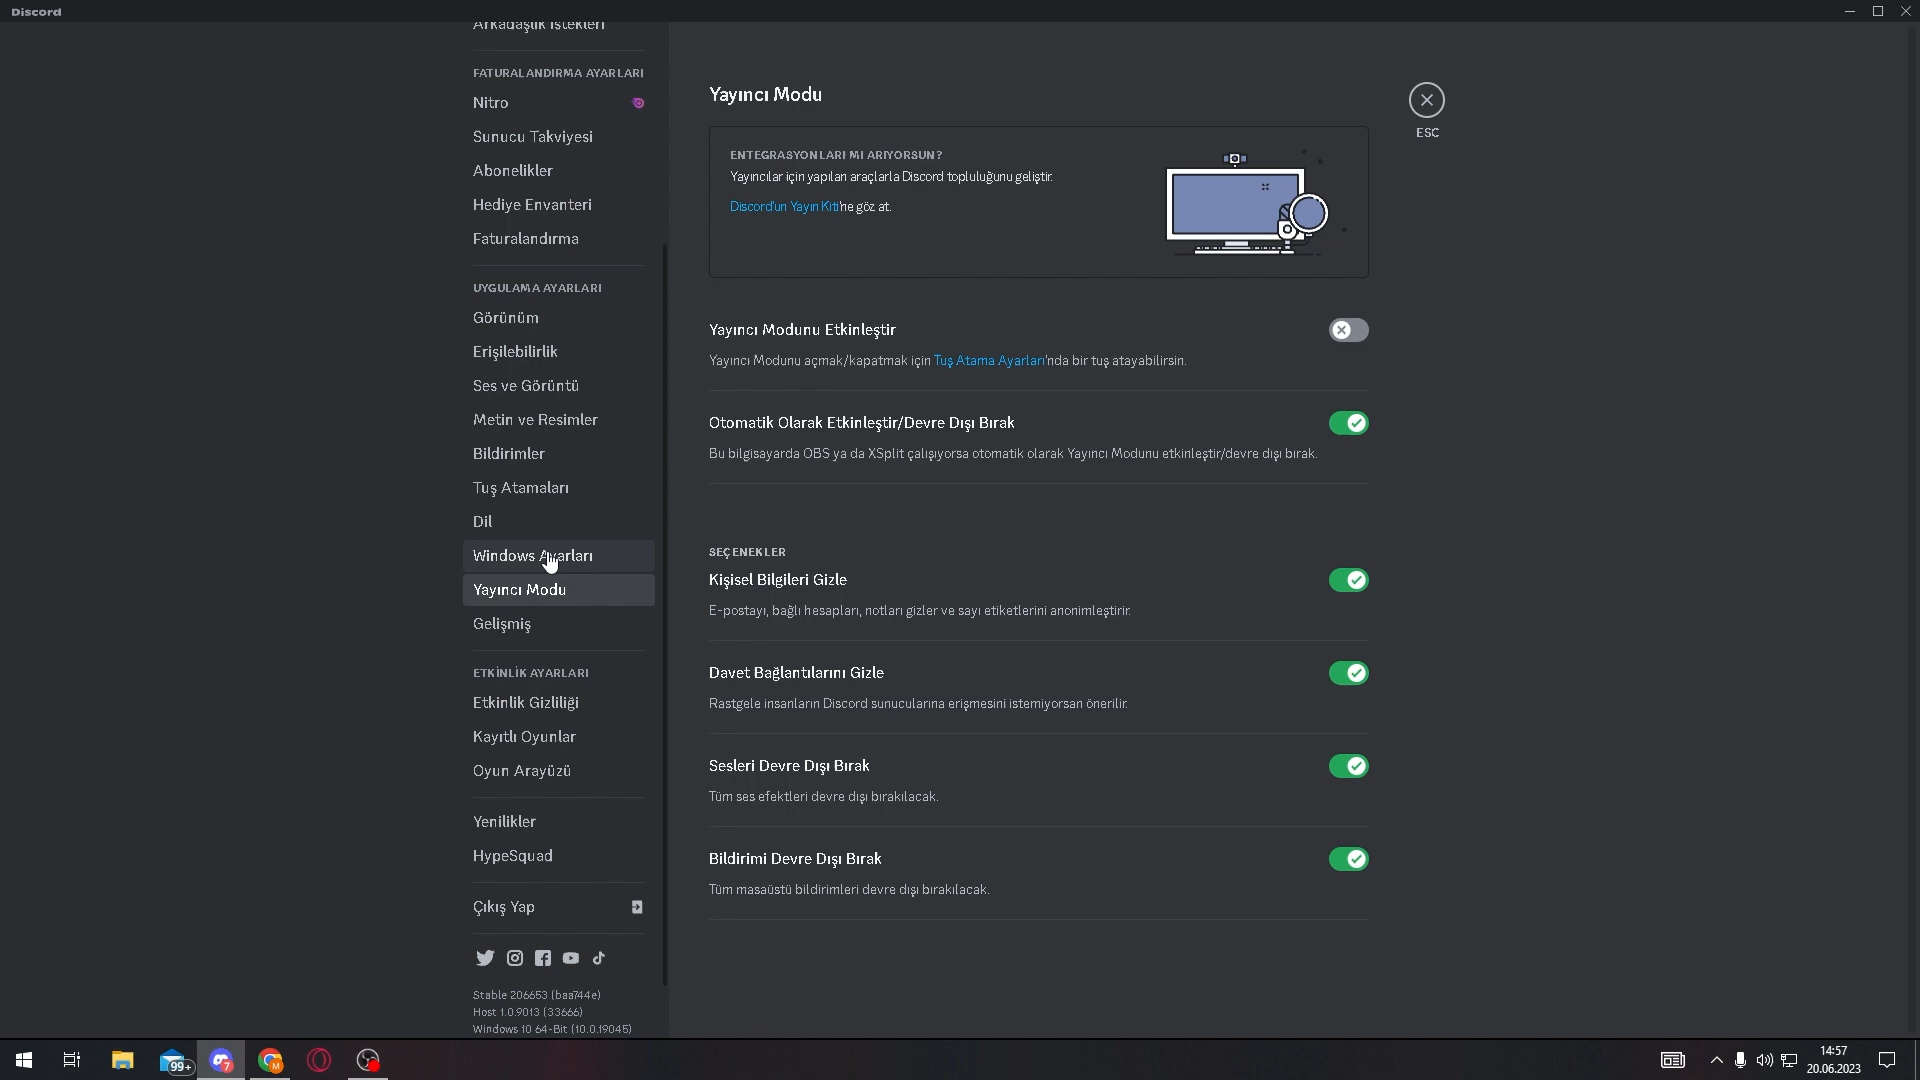 Discord
Arkadaşlık İstekleri
FATURALANDIRMA AYARLARI
Nitro
Sunucu Takviyesi
Abonelikler
Hediye Envanteri
Faturalandırma
UYGULAMA AYARLARI
Görünüm
Erişilebilirlik
Ses ve Görüntü
Metin ve Resimler
Bildirimler
Tuş Atamaları
Dil
Windows Ayarları
Yayıncı Modu
Gelişmiş
ETKİNLİK AYARLARI
Etkinlik Gizliliği
Kayıtlı Oyunlar
Oyun Arayüzü
Yenilikler
HypeSquad
Çıkış Yap
Stable 206653 (baa744e)
Host 1.0.9013 (33666)
Windows 10 64-Bit (10.0.19045)
Yayıncı Modu
ESC
ENTEGRASYONLARI MI ARIYORSUN?
Yayıncılar için yapılan araçlarla Discord topluluğunu geliştir.
Discord'un Yayın Kiti'ne göz at.
Yayıncı Modunu Etkinleştir
Yayıncı Modunu açmak/kapatmak için Tuş Atama Ayarları'nda bir tuş atayabilirsin.
Otomatik Olarak Etkinleştir/Devre Dışı Bırak
Bu bilgisayarda OBS ya da XSplit çalışıyorsa otomatik olarak Yayıncı Modunu etkinleştir/devre dışı bırak.
SEÇENEKLER
Kişisel Bilgileri Gizle
E-postayı, bağlı hesapları, notları gizler ve sayı etiketlerini anonimleştirir.
Davet Bağlantılarını Gizle
Rastgele insanların Discord sunucularına erişmesini istemiyorsan önerilir.
Sesleri Devre Dışı Bırak
Tüm ses efektleri devre dışı bırakılacak.
Bildirimi Devre Dışı Bırak
Tüm masaüstü bildirimleri devre dışı bırakılacak.
99+
7
M
14:57
20.06.2023